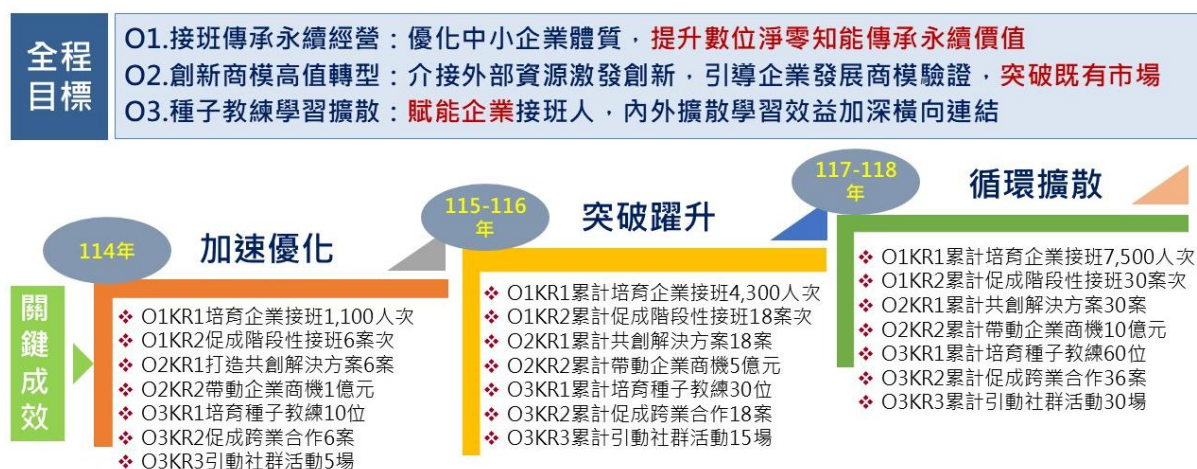 全程
目標
O1.接班傳承永續經營：優化中小企業體質，提升數位淨零知能傳承永續價值
O2.創新商模高值轉型：介接外部資源激發創新，引導企業發展商模驗證，突破既有市場
O3.種子教練學習擴散：賦能企業接班人，內外擴散學習效益加深橫向連結
關
鍵
成
效
114年
加速優化
❖ O1KR1培育企業接班1,100人次
❖ O1KR2促成階段性接班6案次
❖ O2KR1打造共創解決方案6案
❖ O2KR2帶動企業商機1億元
❖ O3KR1培育種子教練10位
❖ O3KR2促成跨業合作6案
❖ O3KR3引動社群活動5場
115-116
年
突破躍升
❖ O1KR1累計培育企業接班4,300人次
❖ O1KR2累計促成階段性接班18案次
❖ O2KR1累計共創解決方案18案
❖ O2KR2累計帶動企業商機5億元
❖ O3KR1累計培育種子教練30位
❖ O3KR2累計促成跨業合作18案
❖ O3KR3累計引動社群活動15場
117-118
年
循環擴散
❖ O1KR1累計培育企業接班7,500人次
❖ O1KR2累計促成階段性接班30案次
❖ O2KR1累計共創解決方案30案
❖ O2KR2累計帶動企業商機10億元
❖ O3KR1累計培育種子教練60位
❖ O3KR2累計促成跨業合作36案
❖ O3KR3累計引動社群活動30場